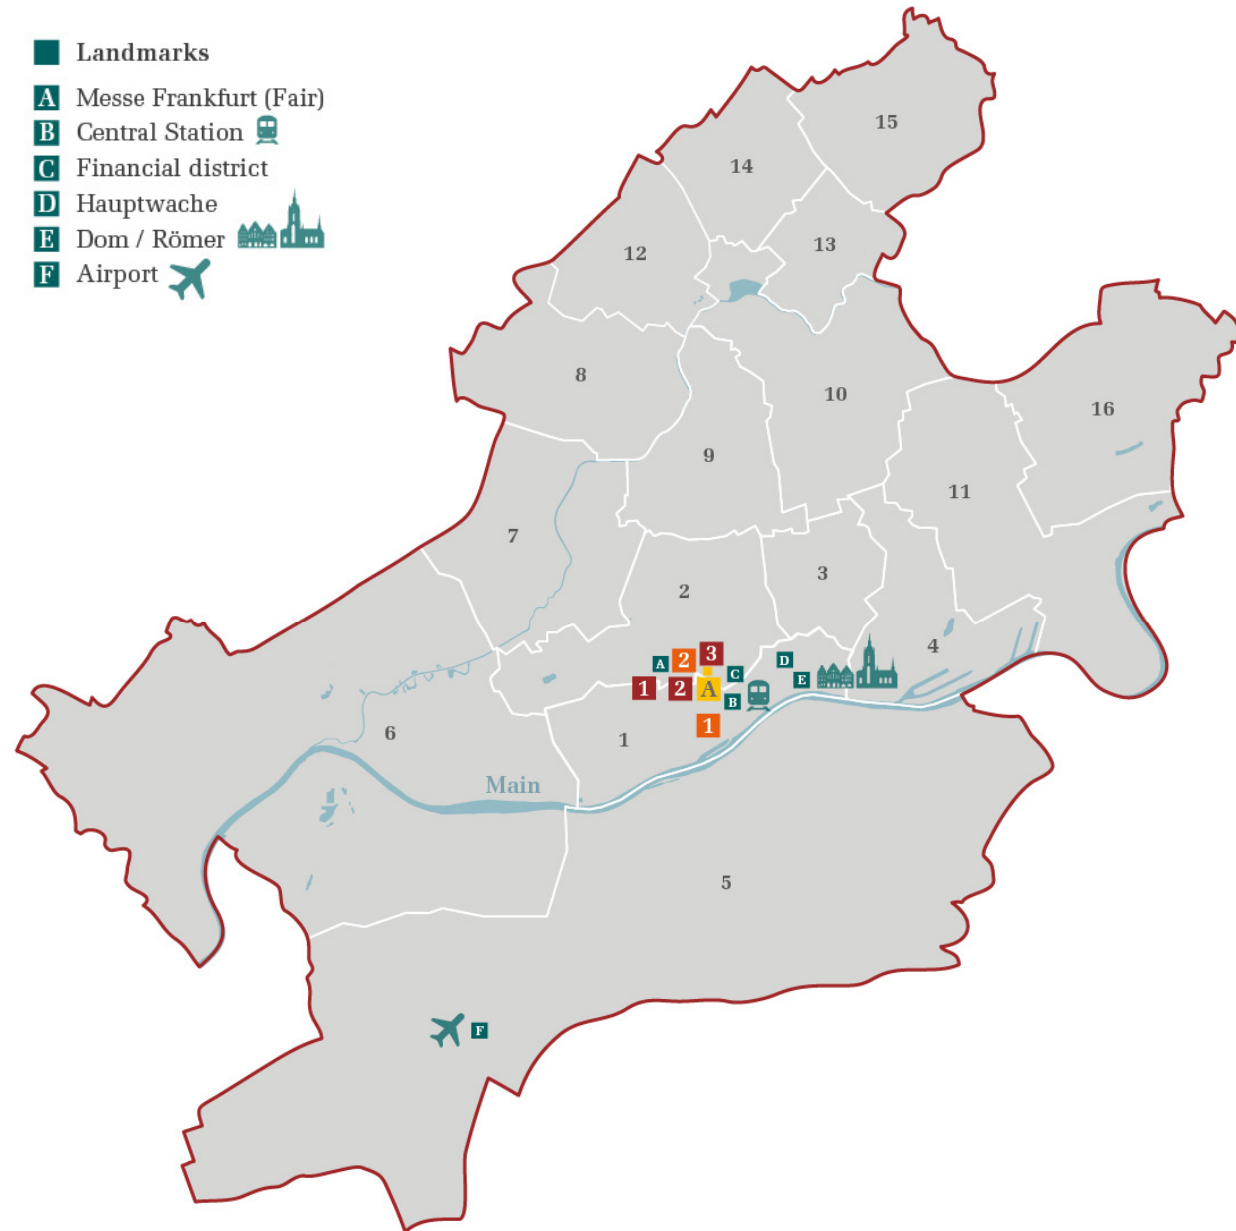 Landmarks
A Messe Frankfurt (Fair)
B Central Station
C Financial district
D Hauptwache
E Dom / Römer
F Airport
15
14
13
12
8
10
16
9
11
7
3
2
4
A
2
3
C
D
E
1
2
A
B
1
1
6
Main
5
F